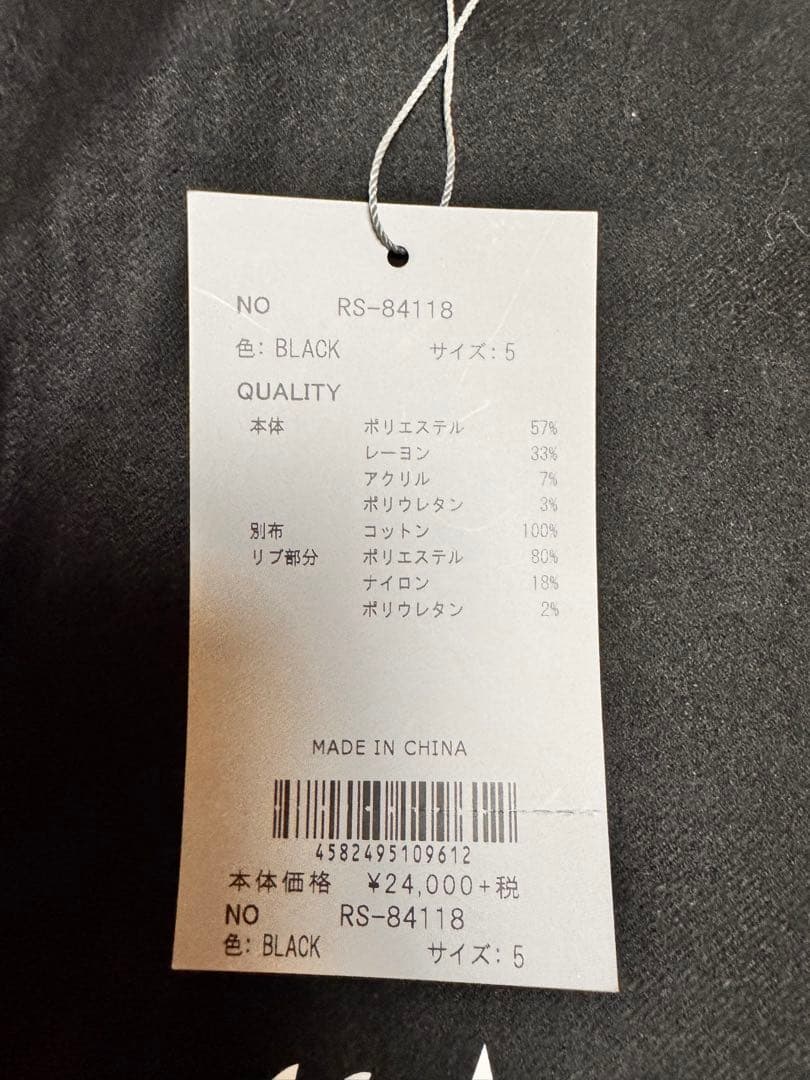 NO RS-84118
色: BLACK サイズ: 5
QUALITY
本体 ポリエステル 57%
レーヨン 33%
アクリル 7%
ポリウレタン 3%
別布 コットン 100%
リブ部分 ポリエステル 80%
ナイロン 18%
ポリウレタン 2%
MADE IN CHINA
4582495109612
本体価格 ¥24,000+税
NO RS-84118
色: BLACK サイズ: 5